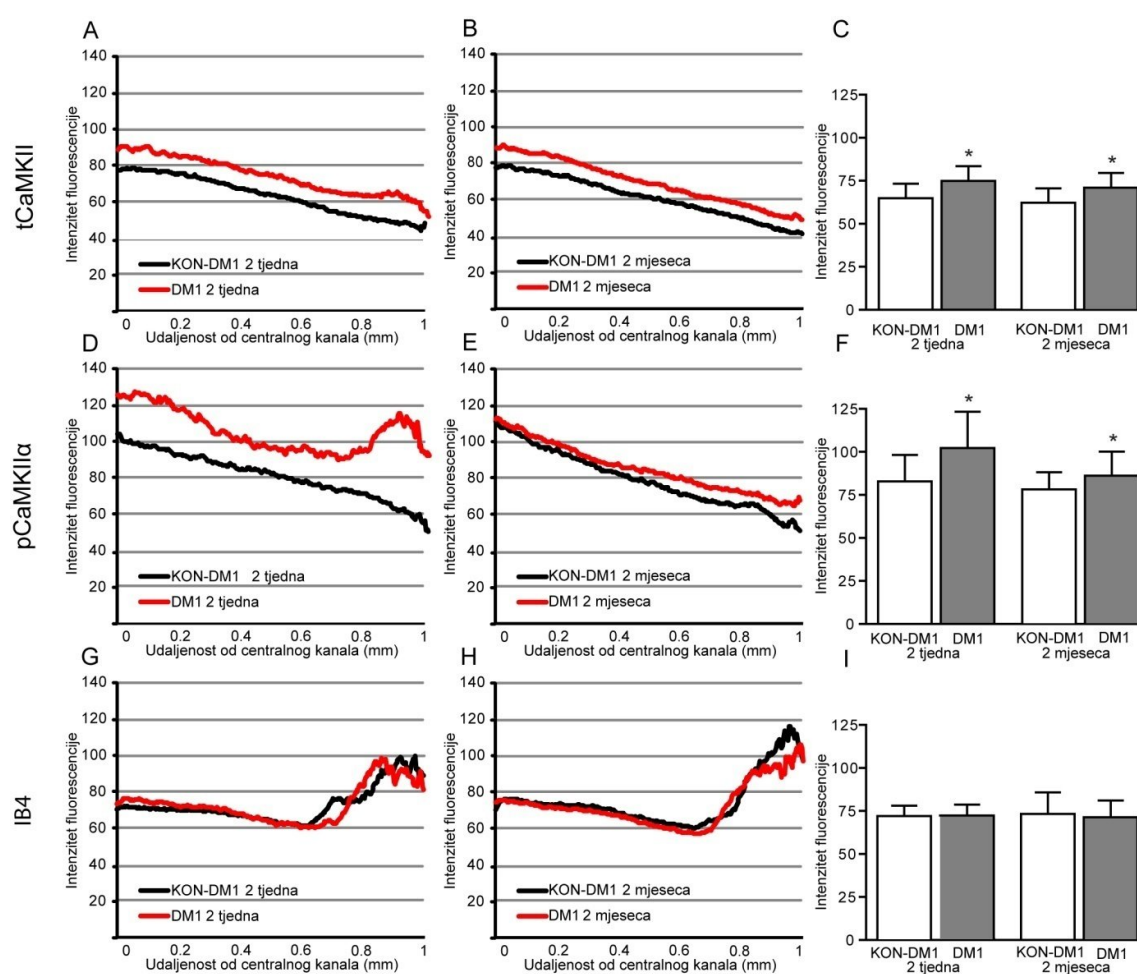 A
B
C
tCaMKII
Intenzitet fluorescencije
140
120
100
80
60
40
20
KON-DM1 2 tjedna
DM1 2 tjedna
0 0.2 0.4 0.6 0.8 1
Udaljenost od centralnog kanala (mm)
Intenzitet fluorescencije
140
120
100
80
60
40
20
KON-DM1 2 mjeseca
DM1 2 mjeseca
0 0.2 0.4 0.6 0.8 1
Udaljenost od centralnog kanala (mm)
Intenzitet fluorescencije
125
100
75
50
25
0
* *
KON-DM1 DM1 KON-DM1 DM1
2 tjedna 2 mjeseca
D
E
F
pCaMKIIα
Intenzitet fluorescencije
140
120
100
80
60
40
20
KON-DM1 2 tjedna
DM1 2 tjedna
0 0.2 0.4 0.6 0.8 1
Udaljenost od centralnog kanala (mm)
Intenzitet fluorescencije
140
120
100
80
60
40
20
KON-DM1 2 mjeseca
DM1 2 mjeseca
0 0.2 0.4 0.6 0.8 1
Udaljenost od centralnog kanala (mm)
Intenzitet fluorescencije
125
100
75
50
25
0
* *
KON-DM1 DM1 KON-DM1 DM1
2 tjedna 2 mjeseca
G
H
I
IB4
Intenzitet fluorescencije
140
120
100
80
60
40
20
KON-DM1 2 tjedna
DM1 2 tjedna
0 0.2 0.4 0.6 0.8 1
Udaljenost od centralnog kanala (mm)
Intenzitet fluorescencije
140
120
100
80
60
40
20
KON-DM1 2 mjeseca
DM1 2 mjeseca
0 0.2 0.4 0.6 0.8 1
Udaljenost od centralnog kanala (mm)
Intenzitet fluorescencije
125
100
75
50
25
0
KON-DM1 DM1 KON-DM1 DM1
2 tjedna 2 mjeseca